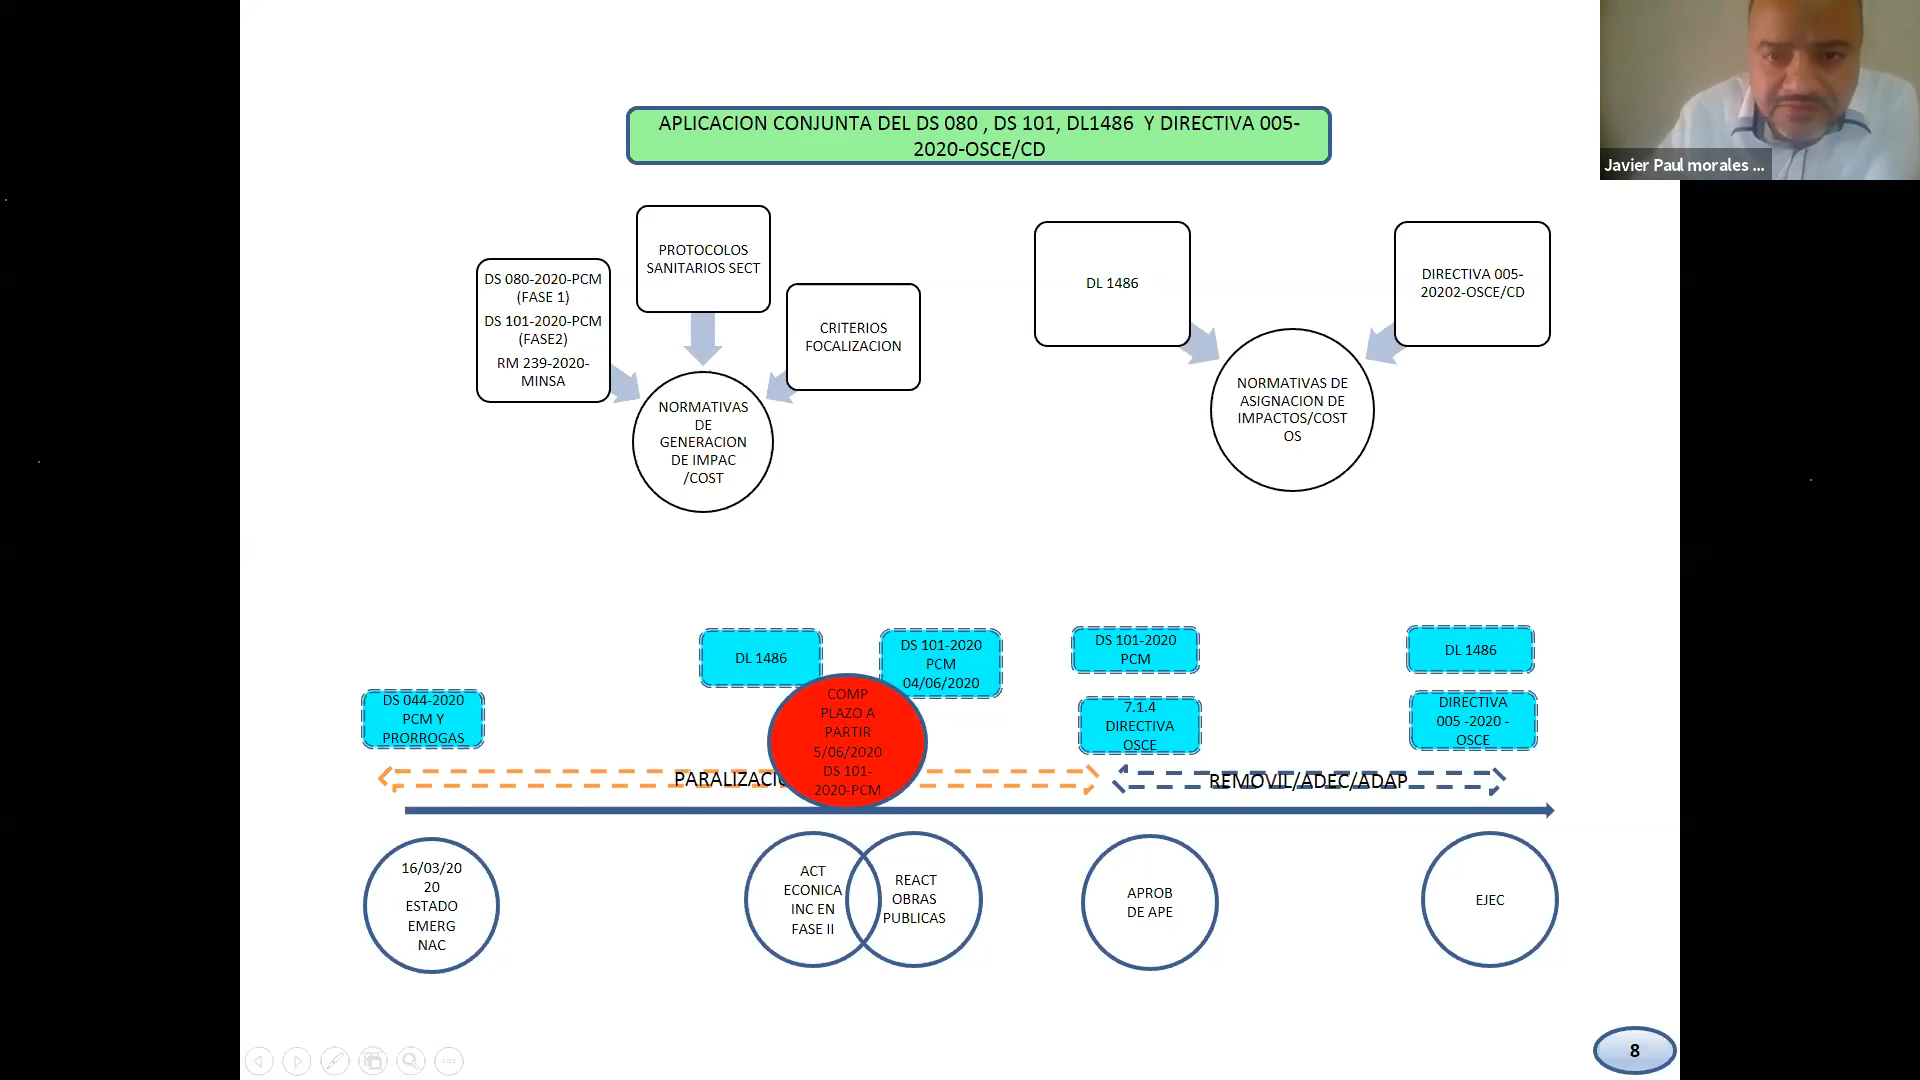 APLICACION CONJUNTA DEL DS 080 , DS 101, DL1486 Y DIRECTIVA 005-
2020-OSCE/CD
Javier Paul morales ...
DS 080-2020-PCM
(FASE 1)
DS 101-2020-PCM
(FASE2)
RM 239-2020-
MINSA
PROTOCOLOS
SANITARIOS SECT
CRITERIOS
FOCALIZACION
NORMATIVAS
DE
GENERACION
DE IMPAC
/COST
DL 1486
DIRECTIVA 005-
20202-OSCE/CD
NORMATIVAS DE
ASIGNACION DE
IMPACTOS/COST
OS
DS 044-2020
PCM Y
PRORROGAS
DL 1486
COMP
PLAZO A
PARTIR
5/06/2020
DS 101-
2020-PCM
DS 101-2020
PCM
04/06/2020
DS 101-2020
PCM
7.1.4
DIRECTIVA
OSCE
DL 1486
DIRECTIVA
005 -2020 -
OSCE
PARALIZACI
REMOVIL/ADEC/ADAP
16/03/20
20
ESTADO
EMERG
NAC
ACT
ECONICA
INC EN
FASE II
REACT
OBRAS
PUBLICAS
APROB
DE APE
EJEC
8